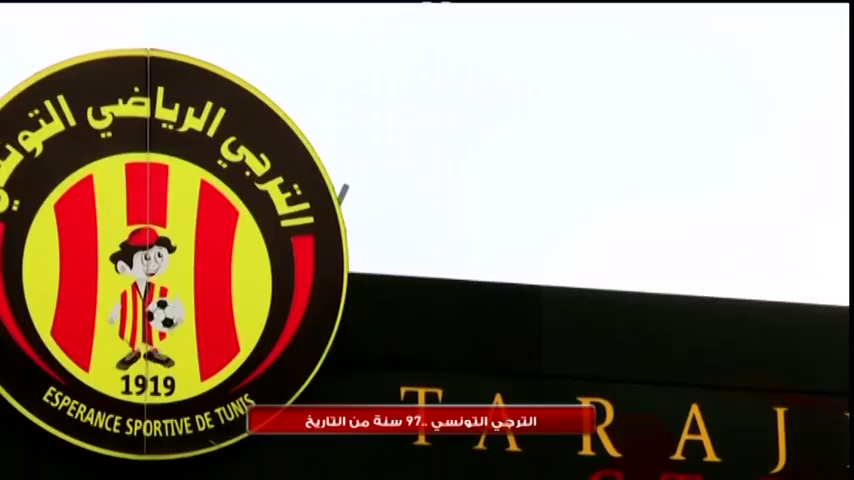 الترجي الرياضي التونسي
1919
ESPERANCE SPORTIVE DE TUNIS
TARAJ
الترجي التونسي ..97 سنة من التاريخ